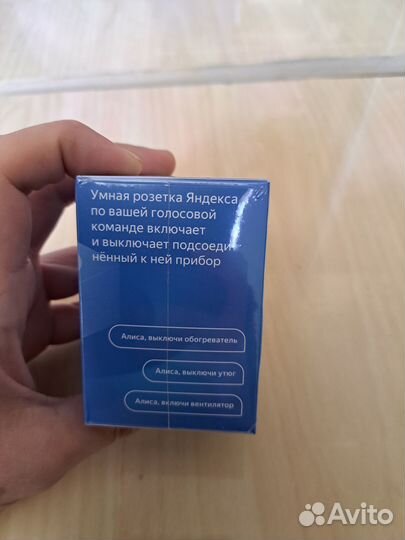 Умная розетка Яндекса
по вашей голосовой
команде включает
и выключает подсоеди-
нённый к ней прибор
Алиса, выключи обогреватель
Алиса, выключи утюг
Алиса, включи вентилятор
Avito